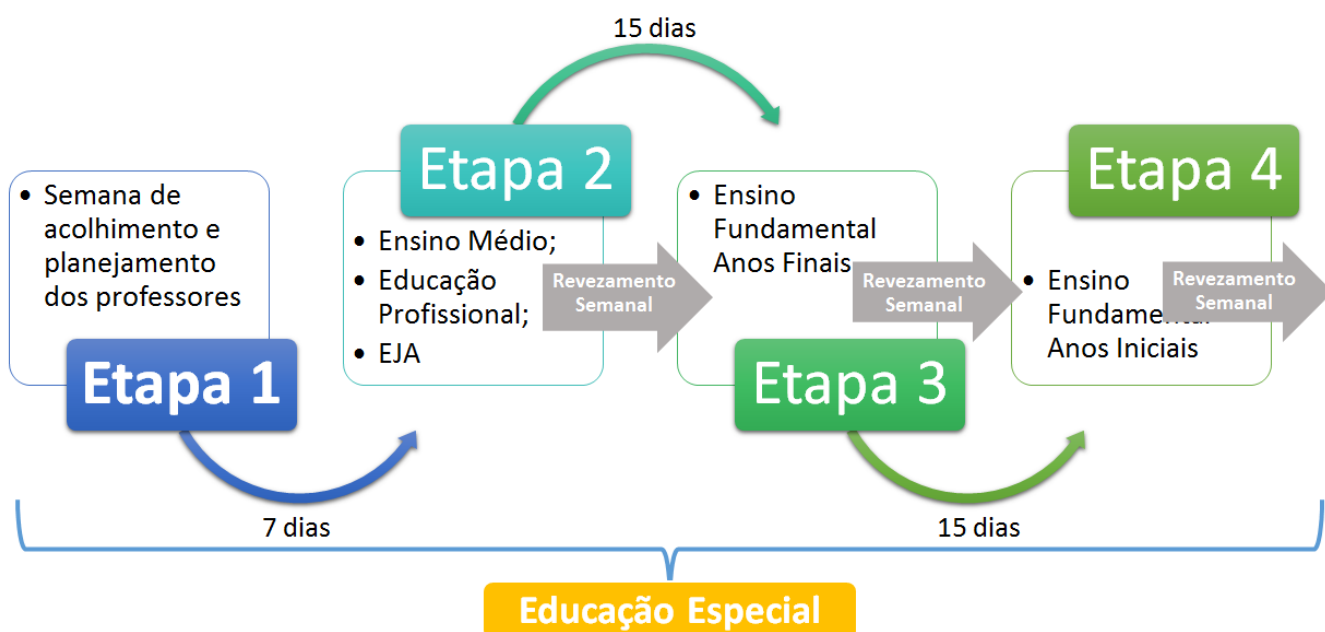 15 dias
Etapa 1
• Semana de
acolhimento e
planejamento
dos professores
7 dias
Etapa 2
• Ensino Médio;
• Educação
Profissional;
• EJA
Revezamento
Semanal
Etapa 3
• Ensino
Fundamental
Anos Finais
Revezamento
Semanal
15 dias
Etapa 4
• Ensino
Fundamental
Anos Iniciais
Revezamento
Semanal
Educação Especial